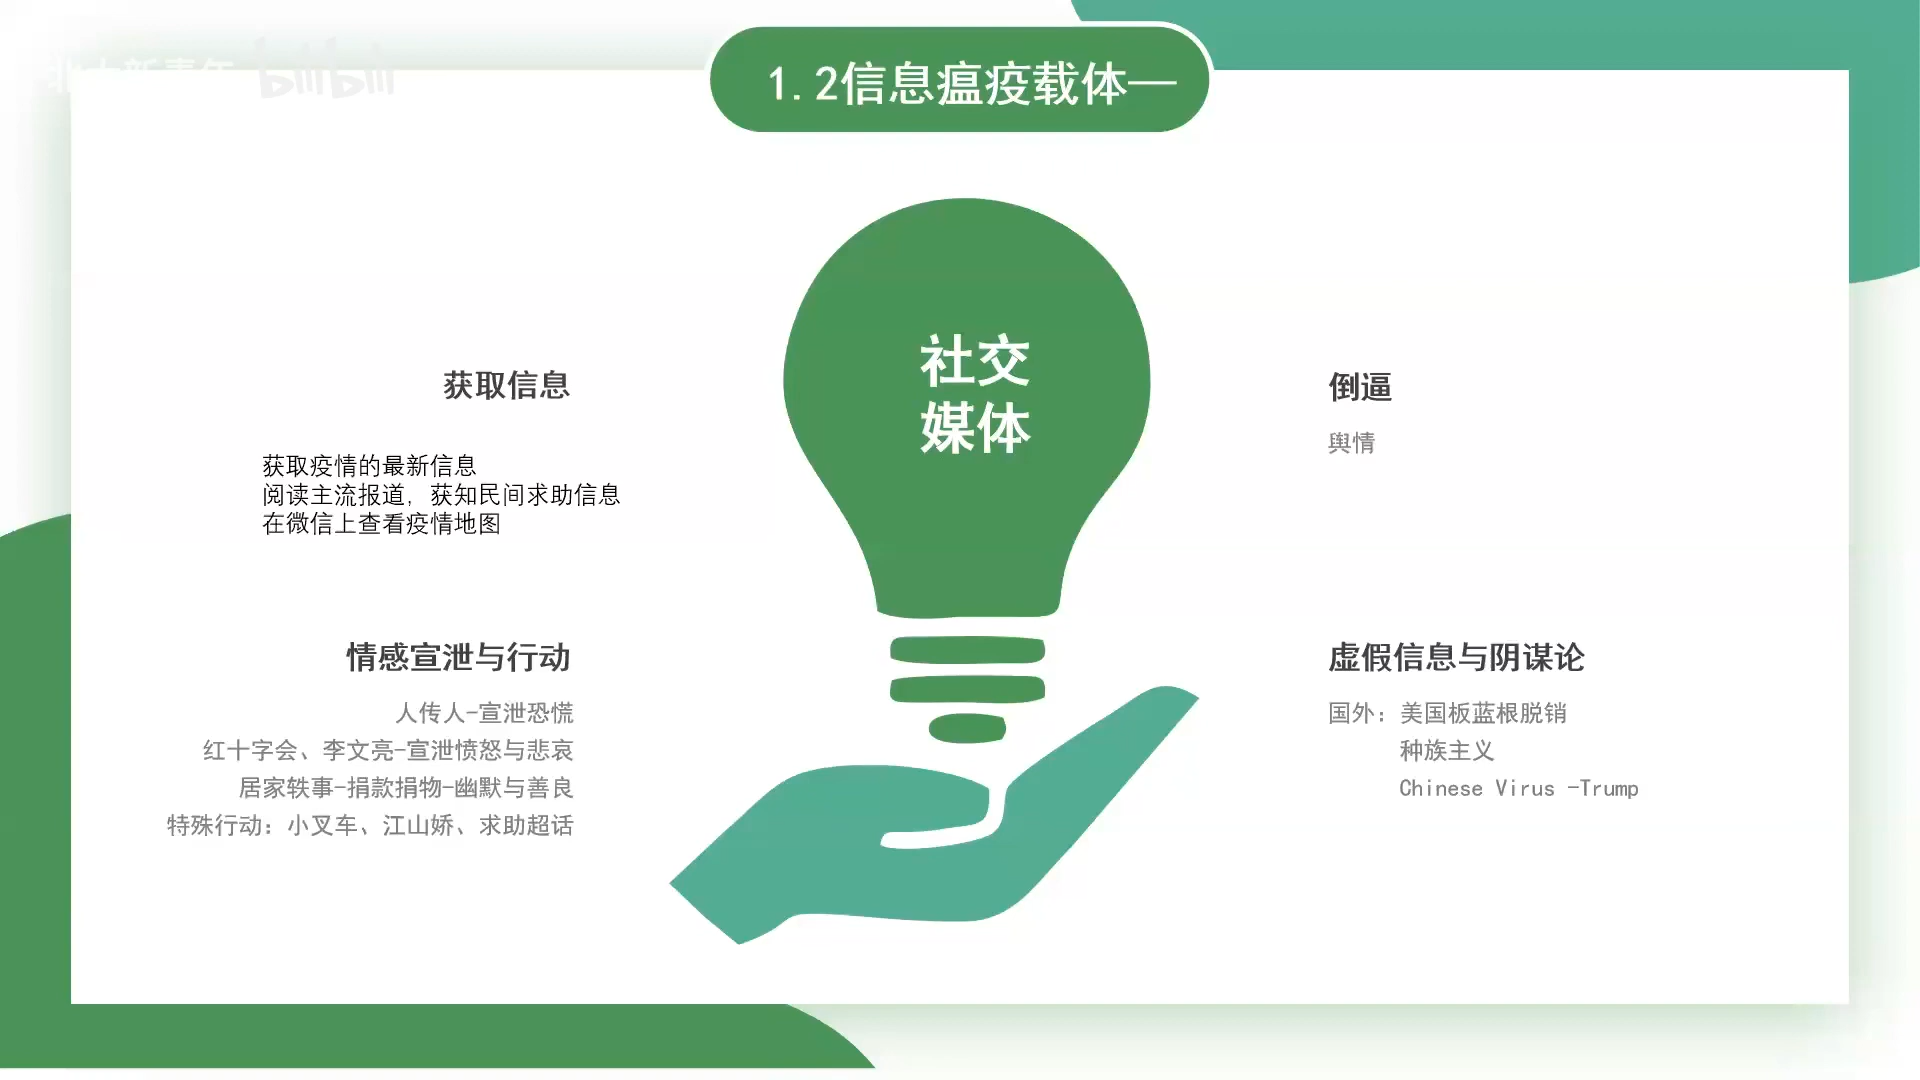 北大新青年 bilibili
1.2信息瘟疫载体—
社交
媒体
获取信息
获取疫情的最新信息
阅读主流报道，获知民间求助信息
在微信上查看疫情地图
情感宣泄与行动
人传人-宣泄恐慌
红十字会、李文亮-宣泄愤怒与悲哀
居家轶事-捐款捐物-幽默与善良
特殊行动：小叉车、江山娇、求助超话
倒逼
舆情
虚假信息与阴谋论
国外：美国板蓝根脱销
种族主义
Chinese Virus -Trump